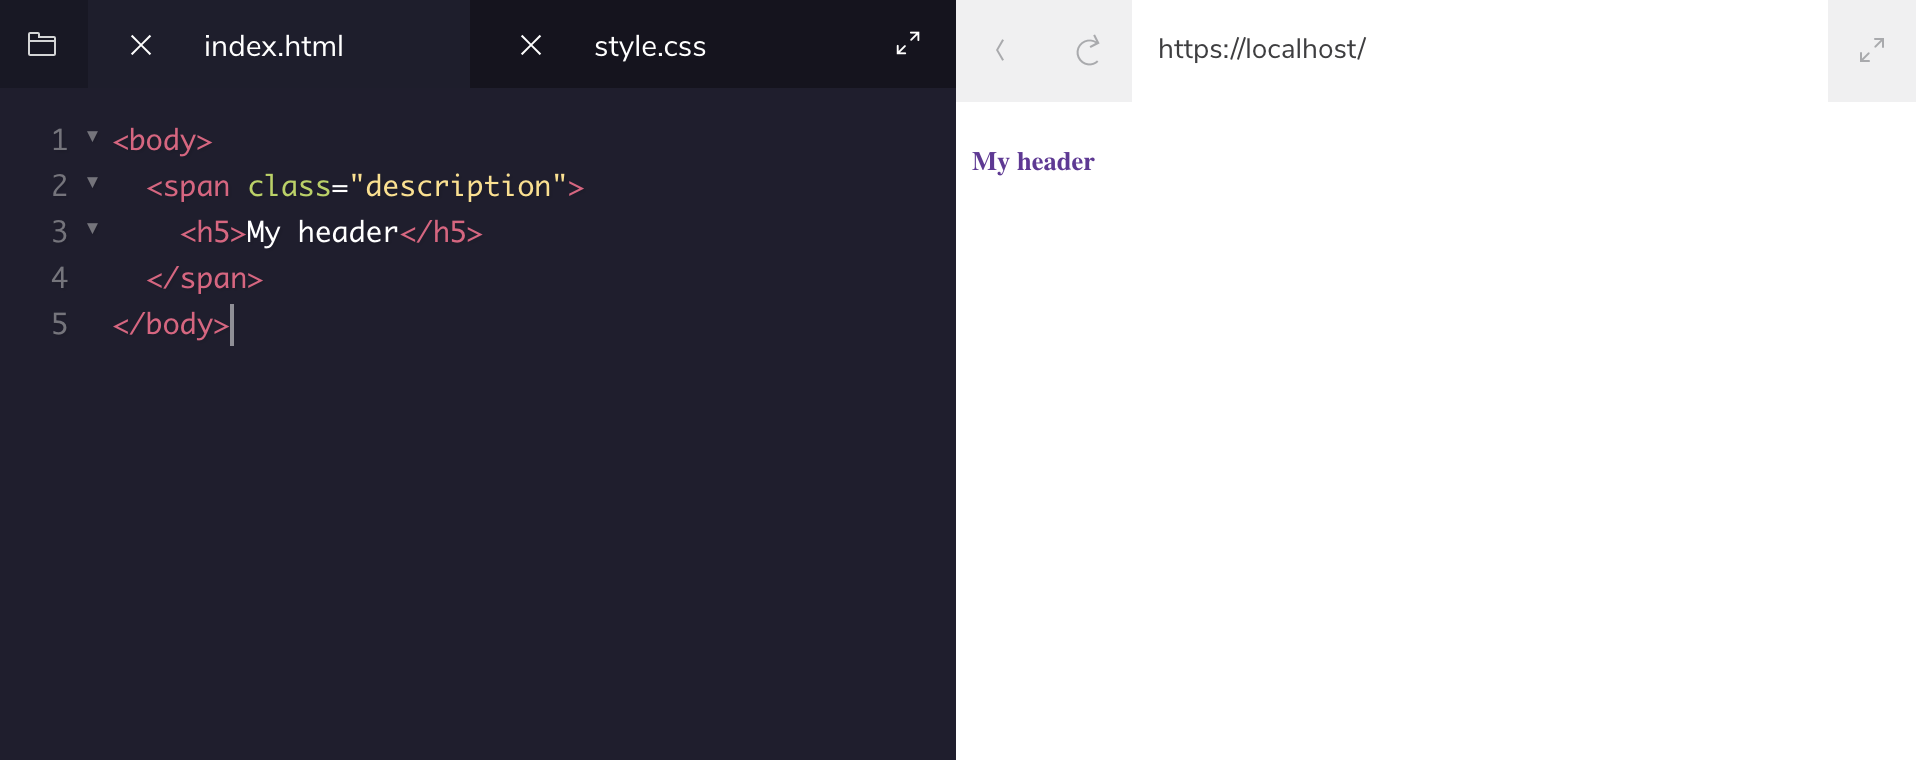 index.html
style.css
1 <body>
2 <span class="description">
3 <h5>My header</h5>
4 </span>
5 </body>
https://localhost/
My header